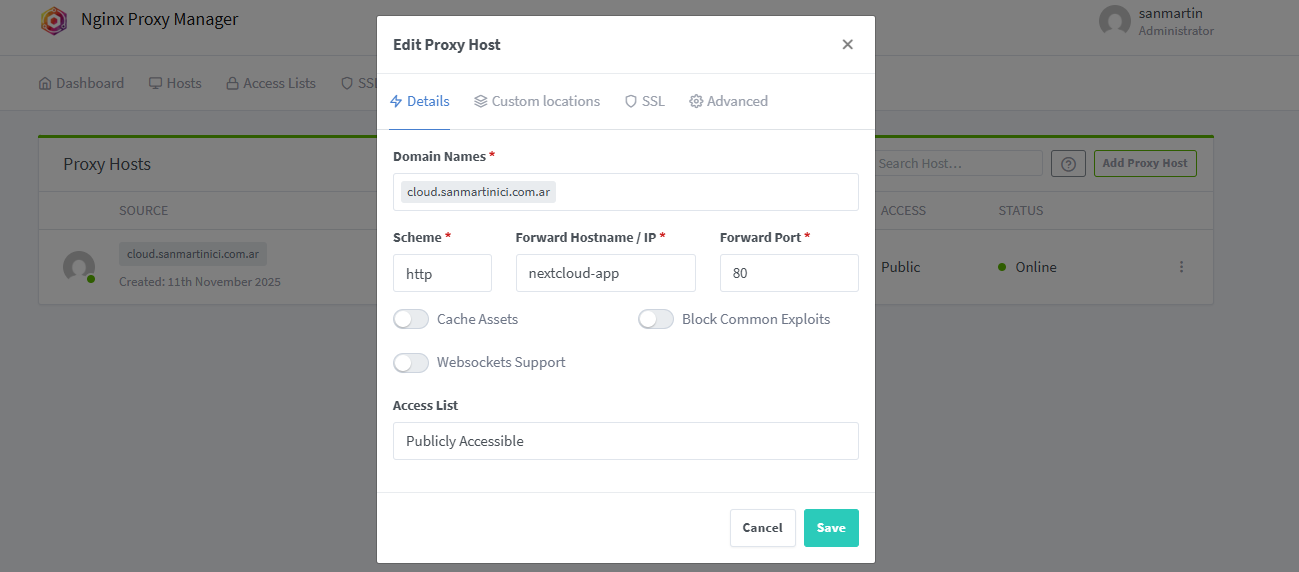 Nginx Proxy Manager
sanmartin
Administrator
Dashboard
Hosts
Access Lists
Proxy Hosts
Search Host...
Add Proxy Host
SOURCE
ACCESS
STATUS
cloud.sanmartinici.com.ar
Created: 11th November 2025
Public
Online
Edit Proxy Host
Details
Custom locations
SSL
Advanced
Domain Names *
cloud.sanmartinici.com.ar
Scheme *
Forward Hostname / IP *
Forward Port *
http
nextcloud-app
80
Cache Assets
Block Common Exploits
Websockets Support
Access List
Publicly Accessible
Cancel
Save